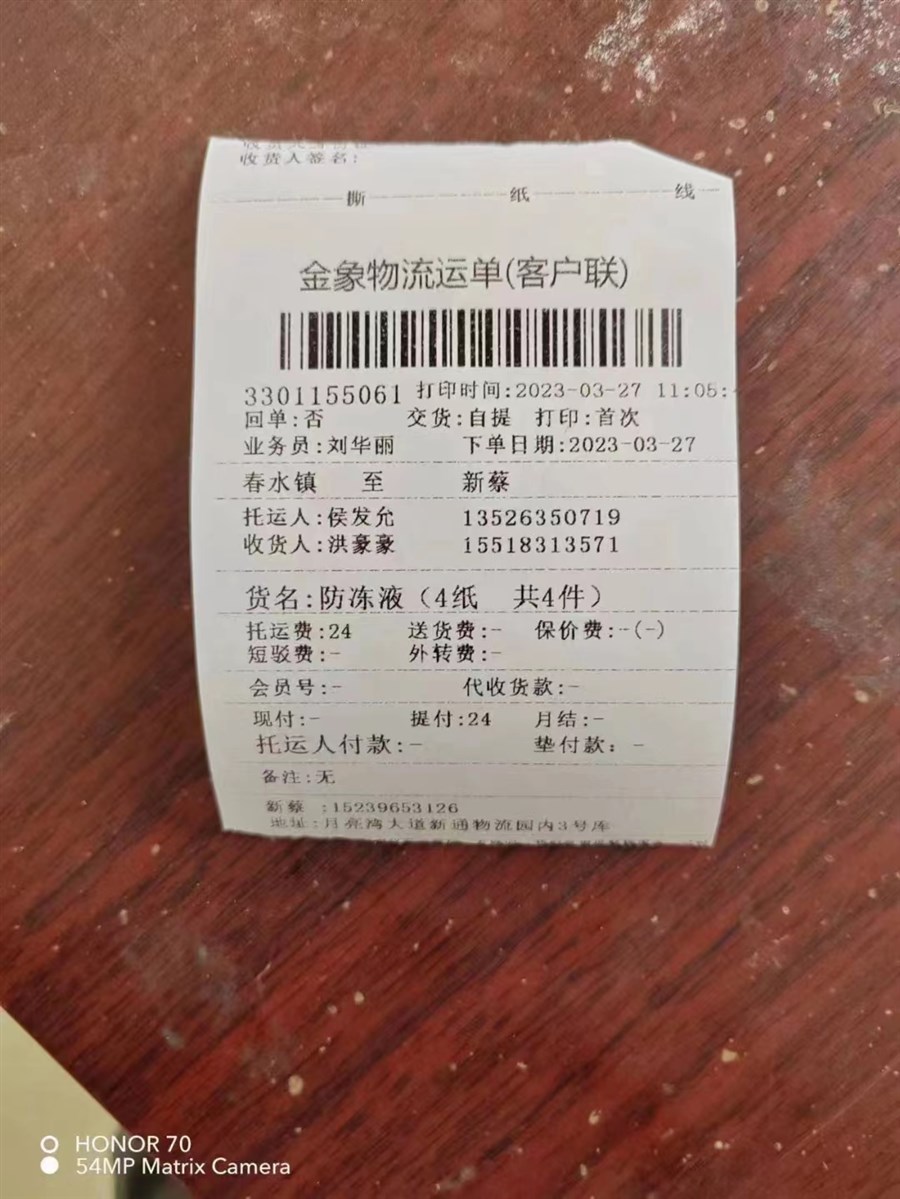 收货人签名:
撕 纸 线
金象物流运单(客户联)
3301155061 打印时间:2023-03-27 11:05:
回单:否 交货:自提 打印:首次
业务员:刘华丽 下单日期:2023-03-27
春水镇 至 新蔡
托运人:侯发允 13526350719
收货人:洪豪豪 15518313571
货名:防冻液（4纸 共4件）
托运费:24 送货费:- 保价费:-(-)
短驳费:- 外转费:-
会员号:- 代收货款:-
现付:- 提付:24 月结:-
托运人付款:- 垫付款：-
备注:无
新蔡 :15239653126
地址:月亮湾大道新通物流园内3号库
HONOR 70
54MP Matrix Camera